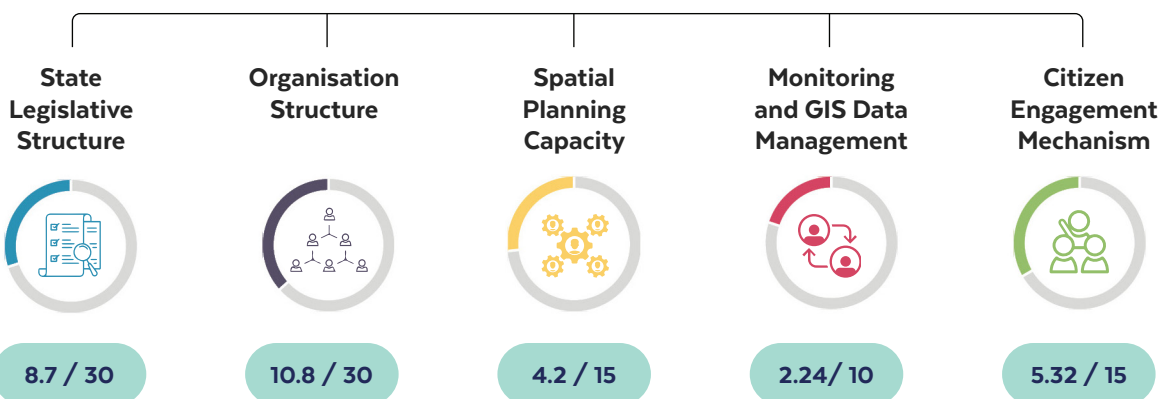 State
Legislative
Structure
Organisation
Structure
Spatial
Planning
Capacity
Monitoring
and GIS Data
Management
Citizen
Engagement
Mechanism
8.7 / 30
10.8 / 30
4.2 / 15
2.24/ 10
5.32 / 15